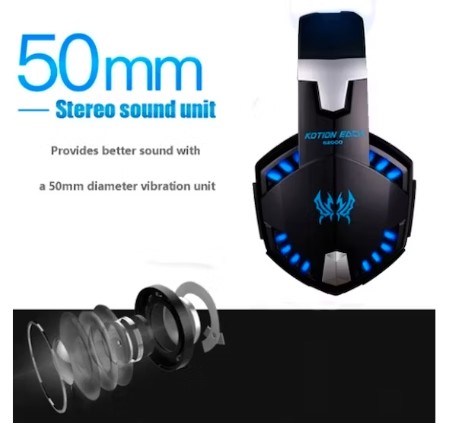 50mm
Stereo sound unit
Provides better sound with
a 50mm diameter vibration unit
KOTION EACH
G2000